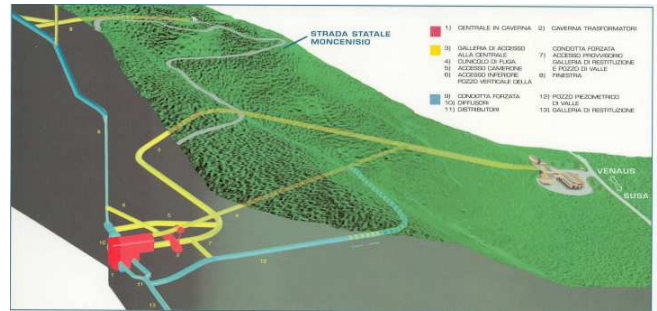 STRADA STATALE
MONCENISIO
1) CENTRALE IN CAVERNA 2) CAVERNA TRASFORMATORI
3) GALLERIA DI ACCESSO
ALLA CENTRALE
4) CUNICOLO DI FUGA
5) ACCESSO CAMERONE
6) ACCESSO INFERIORE
POZZO VERTICALE DELLA
CONDOTTA FORZATA
7) ACCESSO PROVVISORIO
GALLERIA DI RESTITUZIONE
E POZZO DI VALLE
8) FINESTRA
9) CONDOTTA FORZATA
10) DIFFUSORI
11) DISTRIBUTORI
12) POZZO PIEZOMETRICO
DI VALLE
13) GALLERIA DI RESTITUZIONE
VENAUS
SUSA